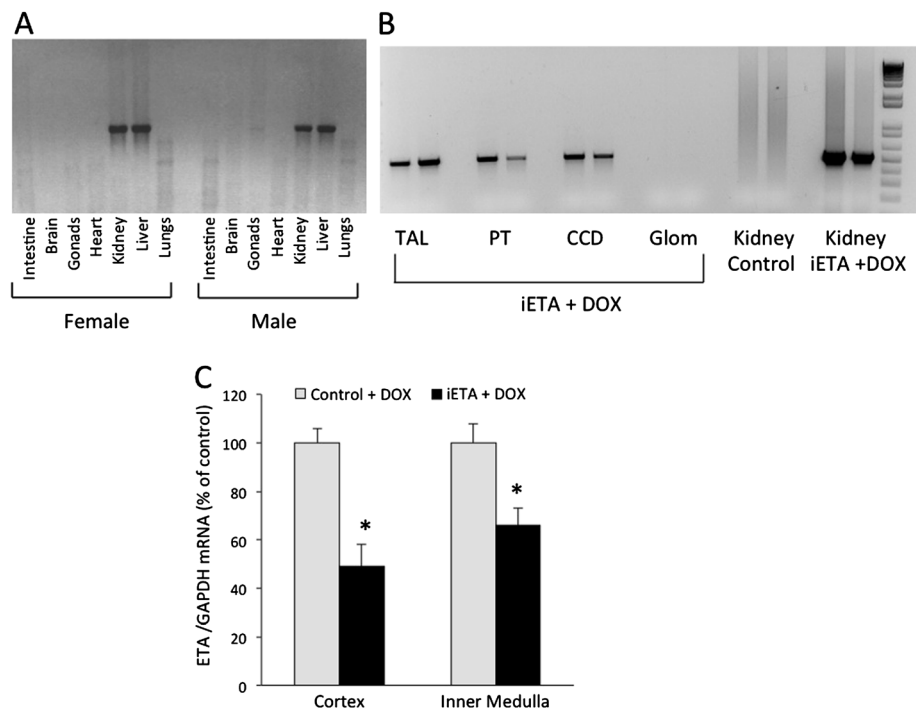 A
Intestine
Brain
Gonads
Heart
Kidney
Liver
Lungs
Intestine
Brain
Gonads
Heart
Kidney
Liver
Lungs
Female
Male
B
TAL
PT
CCD
Glom
Kidney
Control
Kidney
iETA +DOX
iETA + DOX
C
Control + DOX
iETA + DOX
ETA /GAPDH mRNA (% of control)
120
100
80
60
40
20
0
*
*
Cortex
Inner Medulla